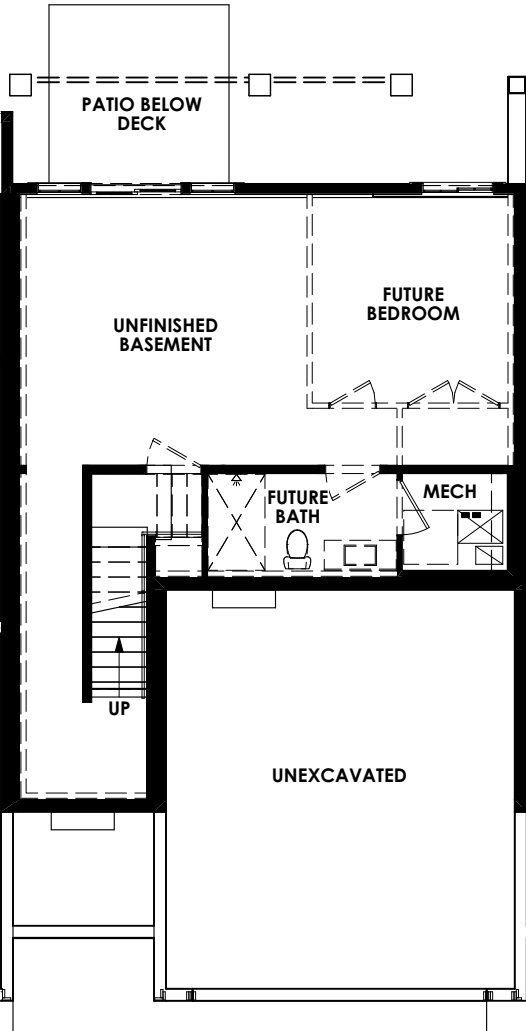 PATIO BELOW
DECK
FUTURE
BEDROOM
UNFINISHED
BASEMENT
FUTURE
BATH
MECH
UP
UNEXCAVATED